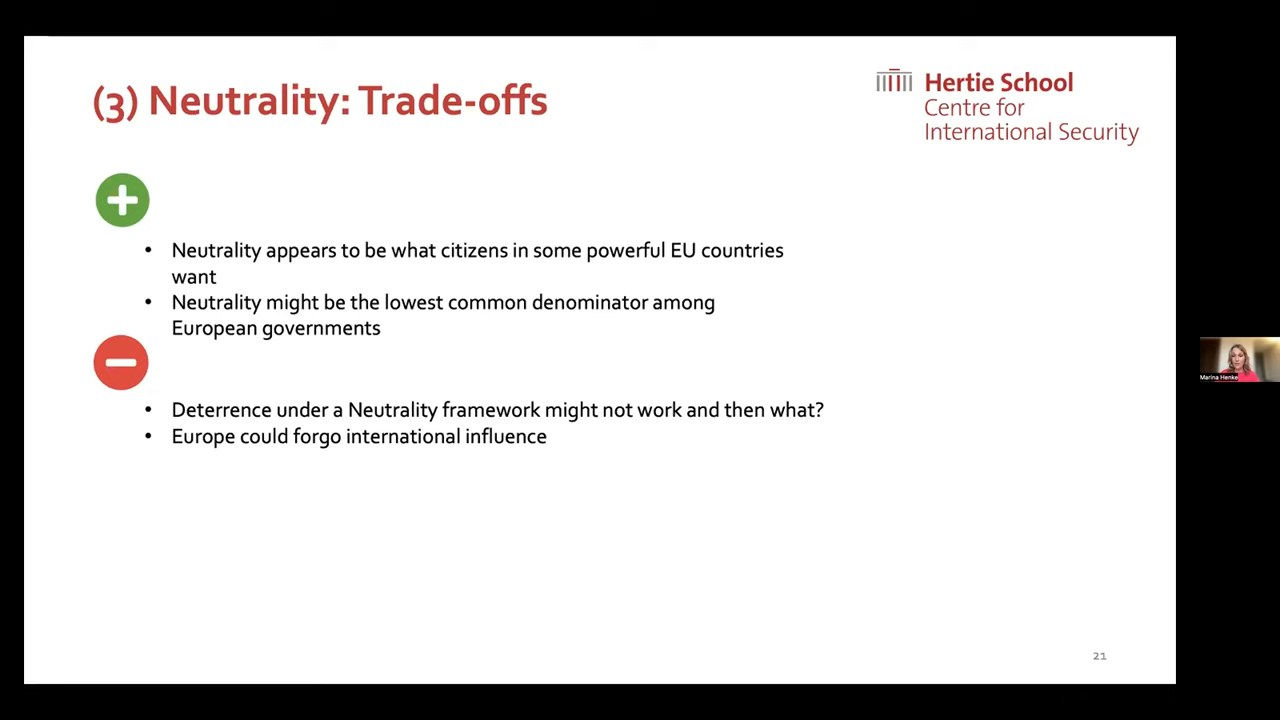 (3) Neutrality: Trade-offs
Hertie School
Centre for
International Security
• Neutrality appears to be what citizens in some powerful EU countries
want
• Neutrality might be the lowest common denominator among
European governments
• Deterrence under a Neutrality framework might not work and then what?
• Europe could forgo international influence
Marina Henke
21